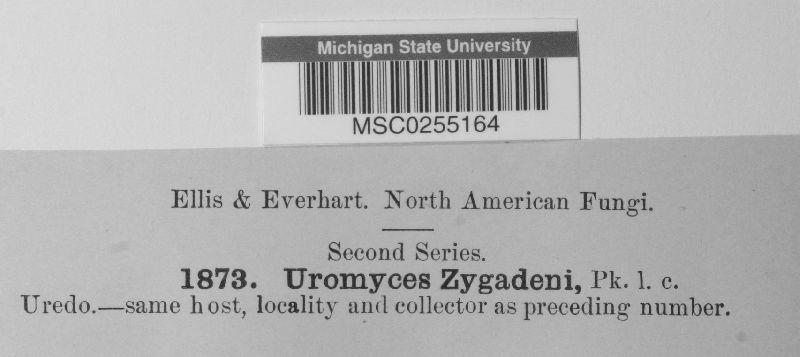 Michigan State University
MSC0255164
Ellis & Everhart. North American Fungi.
Second Series.
1873. Uromyces Zygadeni, Pk. l. c.
Uredo.—same host, locality and collector as preceding number.